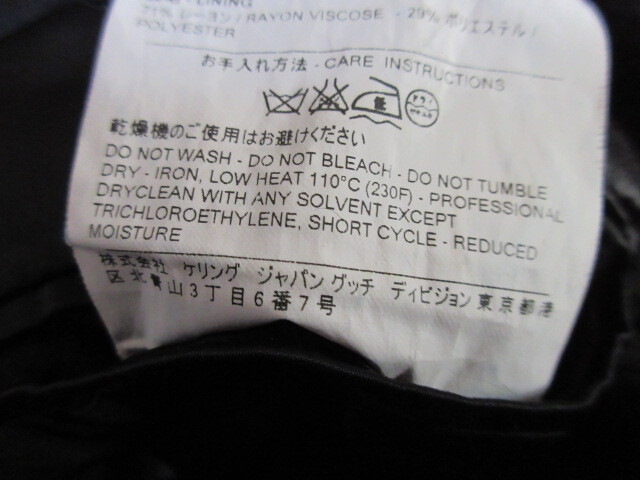 LINING
71% レーヨン / RAYON VISCOSE - 29% ポリエステル /
POLYESTER
お手入れ方法 - CARE INSTRUCTIONS
乾燥機のご使用はお避けください
DO NOT WASH - DO NOT BLEACH - DO NOT TUMBLE
DRY - IRON, LOW HEAT 110°C (230F) - PROFESSIONAL
DRYCLEAN WITH ANY SOLVENT EXCEPT
TRICHLOROETHYLENE, SHORT CYCLE - REDUCED
MOISTURE
株式会社 ケリング ジャパン グッチ ディビジョン 東京都港
区北青山3丁目6番7号